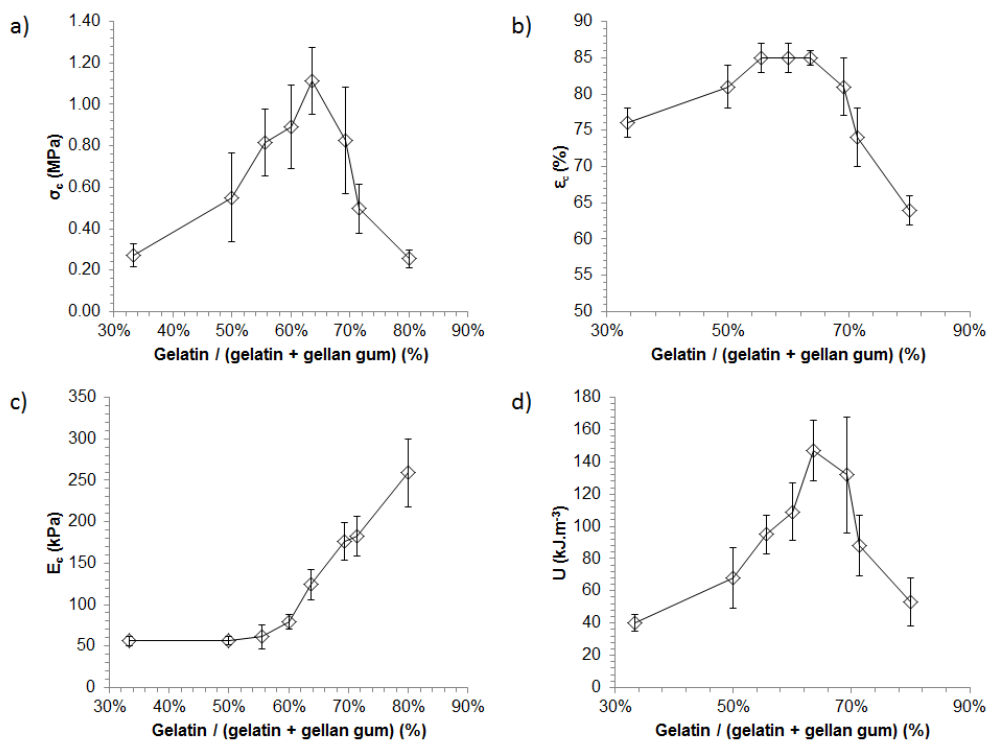 a)
1.40
1.20
1.00
0.80
0.60
0.40
0.20
0.00
σc (MPa)
30% 40% 50% 60% 70% 80% 90%
Gelatin / (gelatin + gellan gum) (%)
b)
90
85
80
75
70
65
60
55
50
εc (%)
30% 50% 70% 90%
Gelatin / (gelatin + gellan gum) (%)
c)
350
300
250
200
150
100
50
0
Ec (kPa)
30% 40% 50% 60% 70% 80% 90%
Gelatin / (gelatin + gellan gum) (%)
d)
180
160
140
120
100
80
60
40
20
0
U (kJ.m-3)
30% 50% 70% 90%
Gelatin / (gelatin + gellan gum) (%)